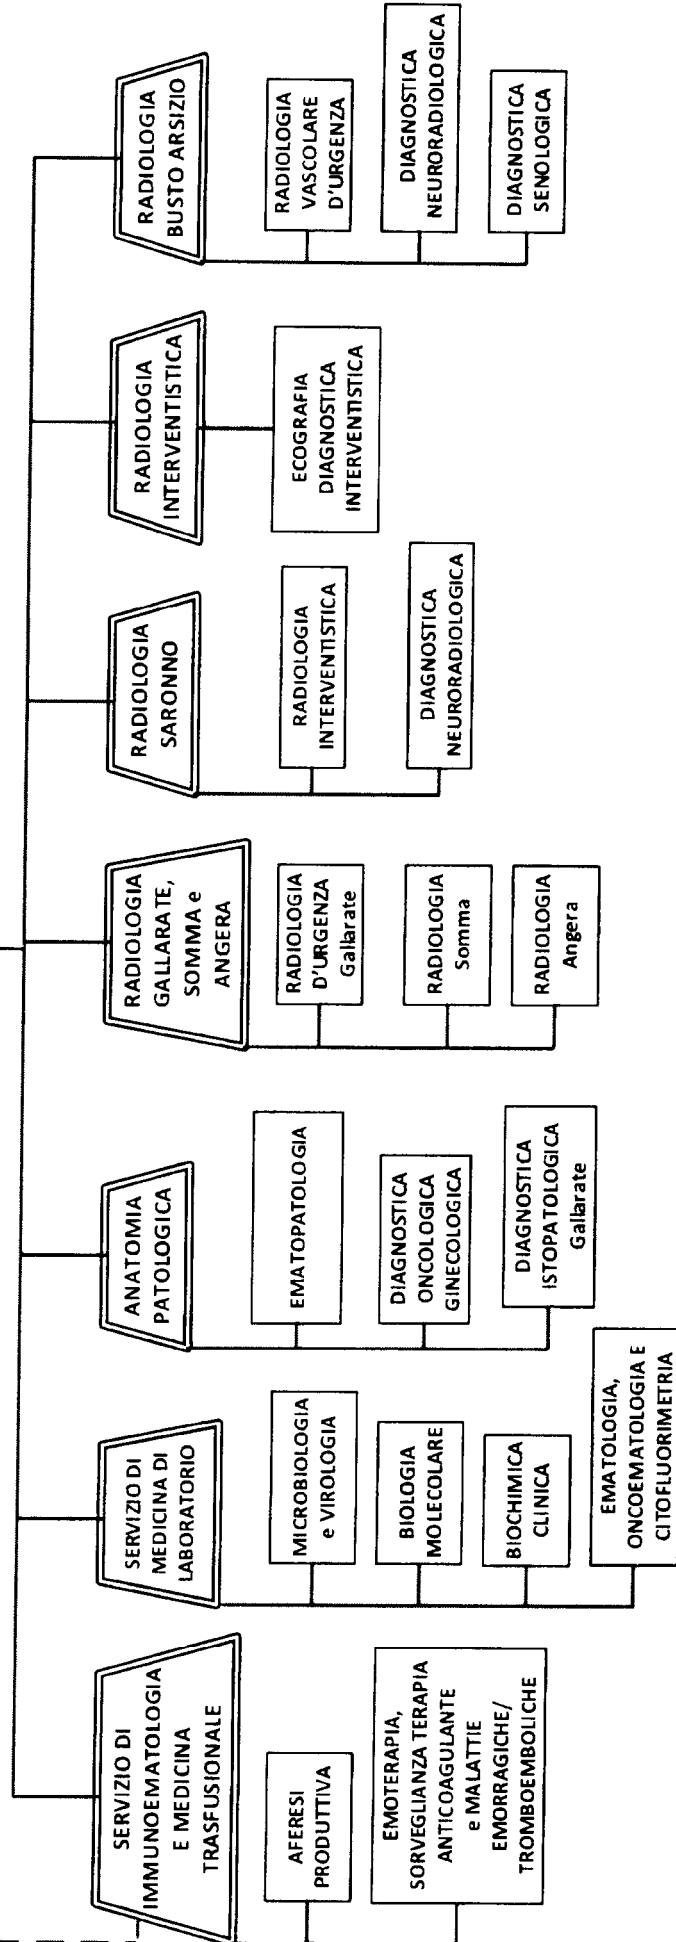 SERVIZIO DI
IMMUNOEMATOLOGIA
E MEDICINA
TRASFUSIONALE
AFERESI
PRODUTTIVA
EMOTERAPIA,
SORVEGLIANZA TERAPIA
ANTICOAGULANTE
e MALATTIE
EMORRAGICHE/
TROMBOEMBOLICHE
SERVIZIO DI
MEDICINA DI
LABORATORIO
MICROBIOLOGIA
e VIROLOGIA
BIOLOGIA
MOLECOLARE
BIOCHIMICA
CLINICA
EMATOLOGIA,
ONCOEMATOLOGIA E
CITOFLUORIMETRIA
ANATOMIA
PATOLOGICA
EMATOPATOLOGIA
DIAGNOSTICA
ONCOLOGICA
GINECOLOGICA
DIAGNOSTICA
ISTOPATOLOGICA
Gallarate
RADIOLOGIA
GALLARATE,
SOMMA e
ANGERA
RADIOLOGIA
D'URGENZA
Gallarate
RADIOLOGIA
Somma
RADIOLOGIA
Angera
RADIOLOGIA
SARONNO
RADIOLOGIA
INTERVENTISTICA
DIAGNOSTICA
NEURORADIOLOGICA
RADIOLOGIA
INTERVENTISTICA
ECOGRAFIA
DIAGNOSTICA
INTERVENTISTICA
RADIOLOGIA
BUSTO ARSIZIO
RADIOLOGIA
VASCOLARE
D'URGENZA
DIAGNOSTICA
NEURORADIOLOGICA
DIAGNOSTICA
SENOLOGICA